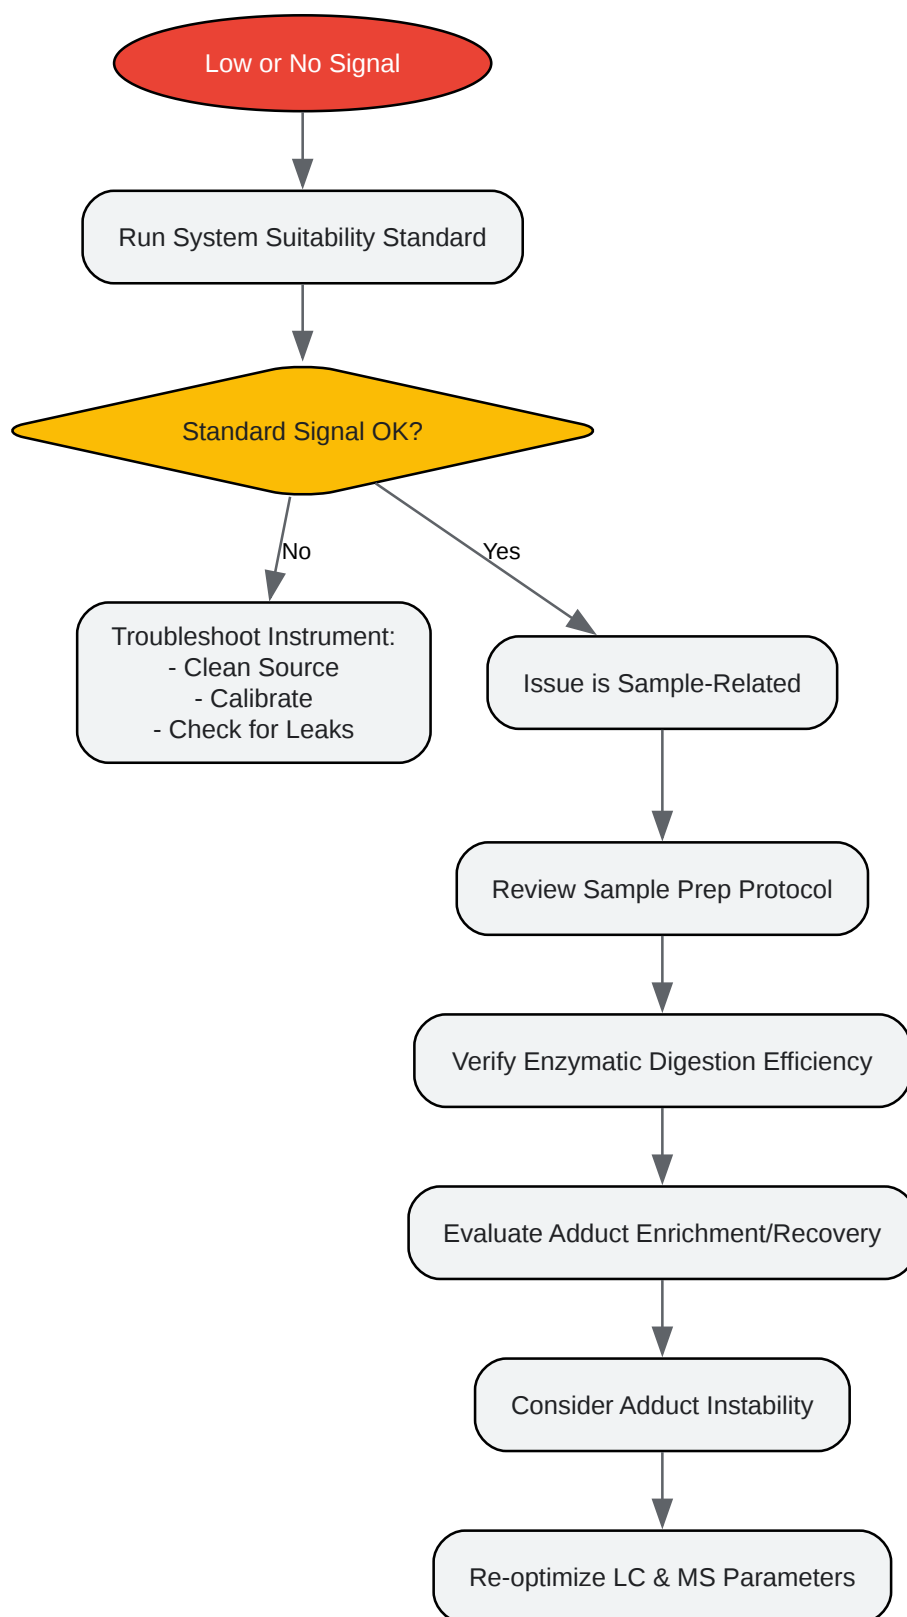 Low or No Signal
Run System Suitability Standard
Standard Signal OK?
No
Yes
Troubleshoot Instrument:
- Clean Source
- Calibrate
- Check for Leaks
Issue is Sample-Related
Review Sample Prep Protocol
Verify Enzymatic Digestion Efficiency
Evaluate Adduct Enrichment/Recovery
Consider Adduct Instability
Re-optimize LC & MS Parameters